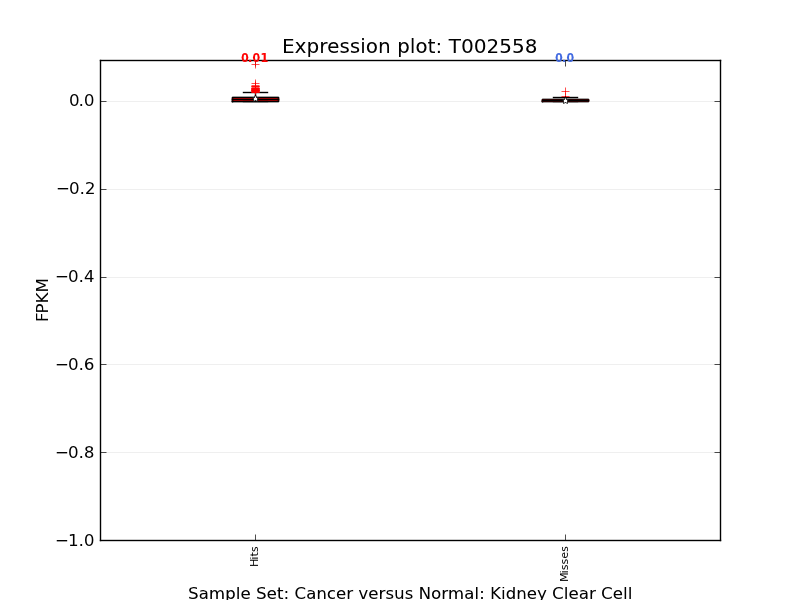 Expression plot: T002558
0.01
0.0
0.0
−0.2
−0.4
−0.6
−0.8
−1.0
FPKM
Hits
Misses
Sample Set: Cancer versus Normal: Kidney Clear Cell